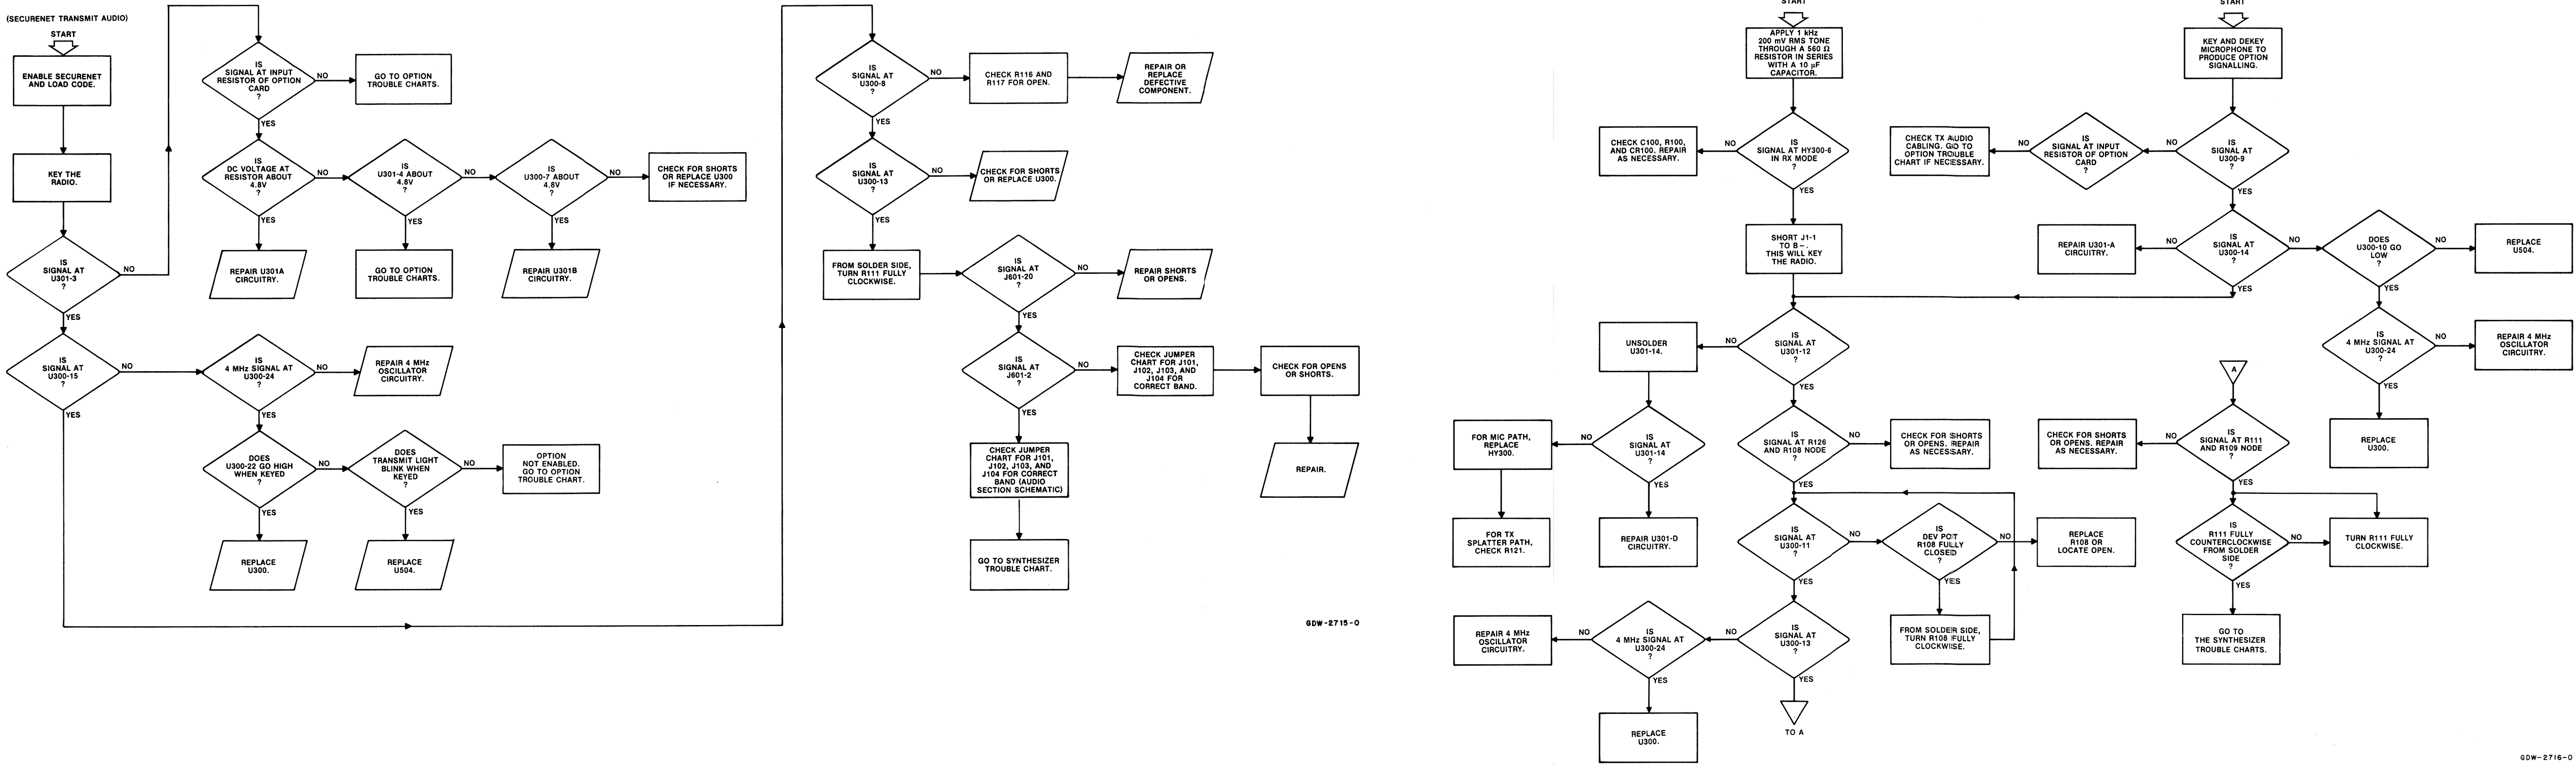 (SECURENET TRANSMIT AUDIO)
START
ENABLE SECURENET
AND LOAD CODE.
KEY THE
RADIO.
IS
SIGNAL AT
U301-3
?
NO
YES
IS
SIGNAL AT
U300-15
?
NO
YES
IS
SIGNAL AT INPUT
RESISTOR OF OPTION
CARD
?
NO
YES
GO TO OPTION
TROUBLE CHARTS.
IS
DC VOLTAGE AT
RESISTOR ABOUT
4.8V
?
NO
YES
REPAIR U301A
CIRCUITRY.
IS
U301-4 ABOUT
4.8V
?
NO
YES
GO TO OPTION
TROUBLE CHARTS.
IS
U300-7 ABOUT
4.8V
?
NO
YES
REPAIR U301B
CIRCUITRY.
CHECK FOR SHORTS
OR REPLACE U300
IF NECESSARY.
IS
4 MHz SIGNAL AT
U300-24
?
NO
YES
REPAIR 4 MHz
OSCILLATOR
CIRCUITRY.
DOES
U300-22 GO HIGH
WHEN KEYED
?
NO
YES
REPLACE
U300.
DOES
TRANSMIT LIGHT
BLINK WHEN
KEYED
?
NO
YES
REPLACE
U504.
OPTION
NOT ENABLED.
GO TO OPTION
TROUBLE CHART.
IS
SIGNAL AT
U300-8
?
NO
YES
CHECK R116 AND
R117 FOR OPEN.
REPAIR OR
REPLACE
DEFECTIVE
COMPONENT.
IS
SIGNAL AT
U300-13
?
NO
YES
CHECK FOR SHORTS
OR REPLACE U300.
FROM SOLDER SIDE,
TURN R111 FULLY
CLOCKWISE.
IS
SIGNAL AT
J601-20
?
NO
YES
REPAIR SHORTS
OR OPENS.
IS
SIGNAL AT
J601-2
?
NO
YES
CHECK JUMPER
CHART FOR J101,
J102, J103, AND
J104 FOR
CORRECT BAND.
CHECK FOR OPENS
OR SHORTS.
REPAIR.
CHECK JUMPER
CHART FOR J101,
J102, J103, AND
J104 FOR CORRECT
BAND (AUDIO
SECTION SCHEMATIC)
GO TO SYNTHESIZER
TROUBLE CHART.
GDW-2715-O
START
APPLY 1 kHz
200 mV RMS TONE
THROUGH A 560 Ω
RESISTOR IN SERIES
WITH A 10 µF
CAPACITOR.
IS
SIGNAL AT HY300-6
IN RX MODE
?
NO
YES
CHECK C100, R100,
AND CR100. REPAIR
AS NECESSARY.
SHORT J1-1
TO B–.
THIS WILL KEY
THE RADIO.
IS
SIGNAL AT
U301-12
?
NO
YES
UNSOLDER
U301-14.
IS
SIGNAL AT
U301-14
?
NO
YES
FOR MIC PATH,
REPLACE
HY300.
FOR TX
SPLATTER PATH,
CHECK R121.
REPAIR U301-D
CIRCUITRY.
IS
SIGNAL AT R126
AND R108 NODE
?
NO
YES
CHECK FOR SHORTS
OR OPENS. REPAIR
AS NECESSARY.
IS
SIGNAL AT
U300-11
?
NO
YES
IS
DEV POT
R108 FULLY
CLOSED
?
NO
YES
REPLACE
R108 OR
LOCATE OPEN.
FROM SOLDER SIDE,
TURN R108 FULLY
CLOCKWISE.
IS
SIGNAL AT
U300-13
?
NO
YES
IS
4 MHz SIGNAL AT
U300-24
?
NO
YES
REPAIR 4 MHz
OSCILLATOR
CIRCUITRY.
REPLACE
U300.
TO A
START
KEY AND DEKEY
MICROPHONE TO
PRODUCE OPTION
SIGNALLING.
IS
SIGNAL AT
U300-9
?
NO
YES
IS
SIGNAL AT INPUT
RESISTOR OF OPTION
CARD
?
NO
CHECK TX AUDIO
CABLING. GO TO
OPTION TROUBLE
CHART IF NECESSARY.
IS
SIGNAL AT
U300-14
?
NO
NO
YES
REPAIR U301-A
CIRCUITRY.
DOES
U300-10 GO
LOW
?
NO
YES
REPLACE
U504.
IS
4 MHz SIGNAL AT
U300-24
?
NO
YES
REPAIR 4 MHz
OSCILLATOR
CIRCUITRY.
REPLACE
U300.
A
IS
SIGNAL AT R111
AND R109 NODE
?
NO
YES
CHECK FOR SHORTS
OR OPENS. REPAIR
AS NECESSARY.
IS
R111 FULLY
COUNTERCLOCKWISE
FROM SOLDER
SIDE
?
NO
YES
TURN R111 FULLY
CLOCKWISE.
GO TO
THE SYNTHESIZER
TROUBLE CHARTS.
GDW-2716-O